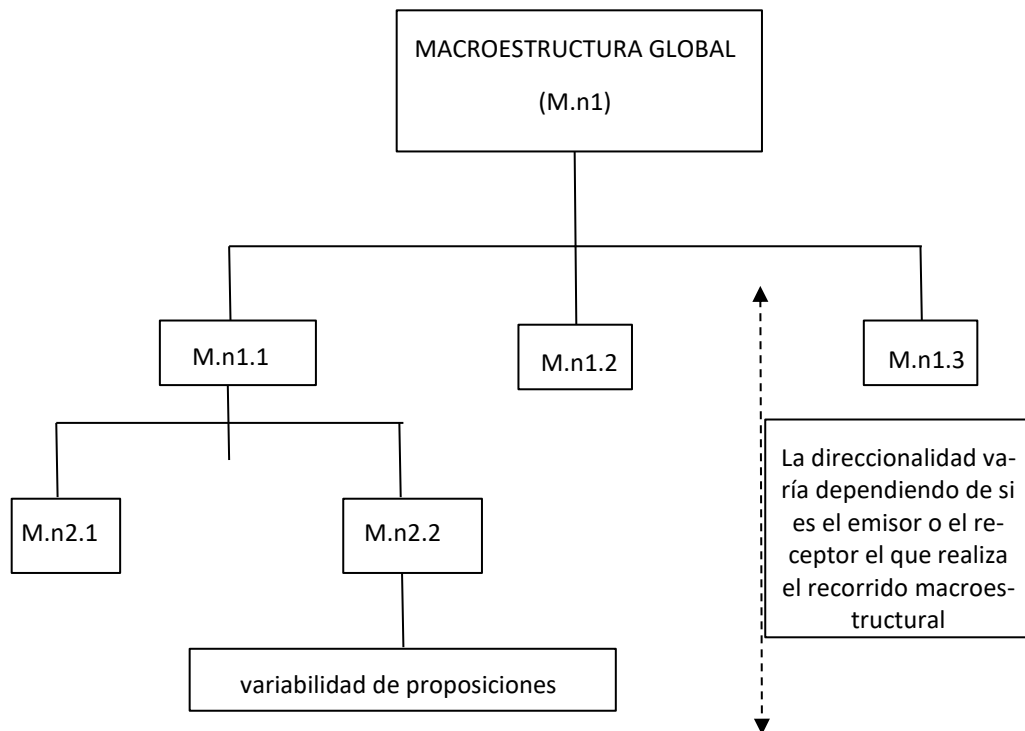 MACROESTRUCTURA GLOBAL
(M.n1)
M.n1.1
M.n1.2
M.n1.3
La direccionalidad va-
ría dependiendo de si
es el emisor o el re-
ceptor el que realiza
el recorrido macroes-
tructural
M.n2.1
M.n2.2
variabilidad de proposiciones